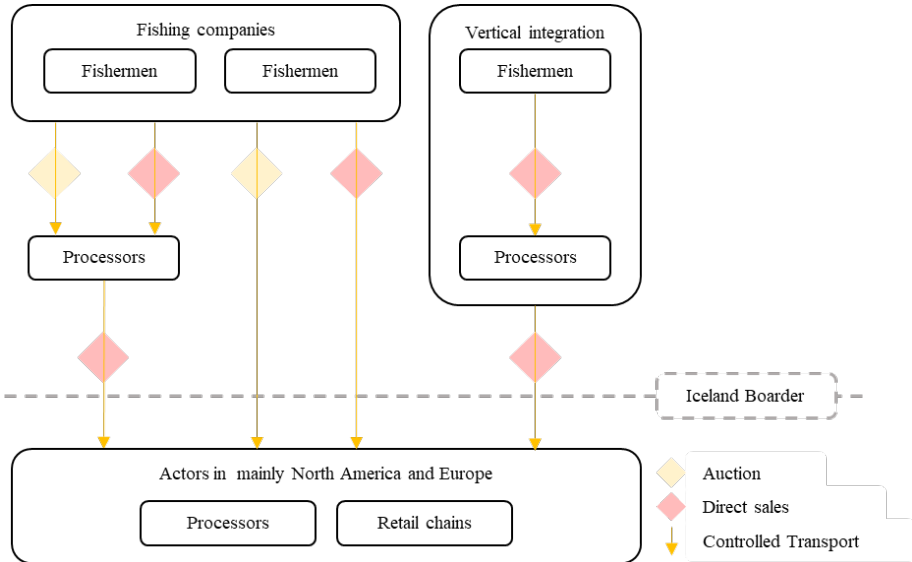 Fishing companies
Fishermen
Fishermen
Vertical integration
Fishermen
Processors
Processors
Iceland Boarder
Actors in mainly North America and Europe
Processors
Retail chains
Auction
Direct sales
Controlled Transport